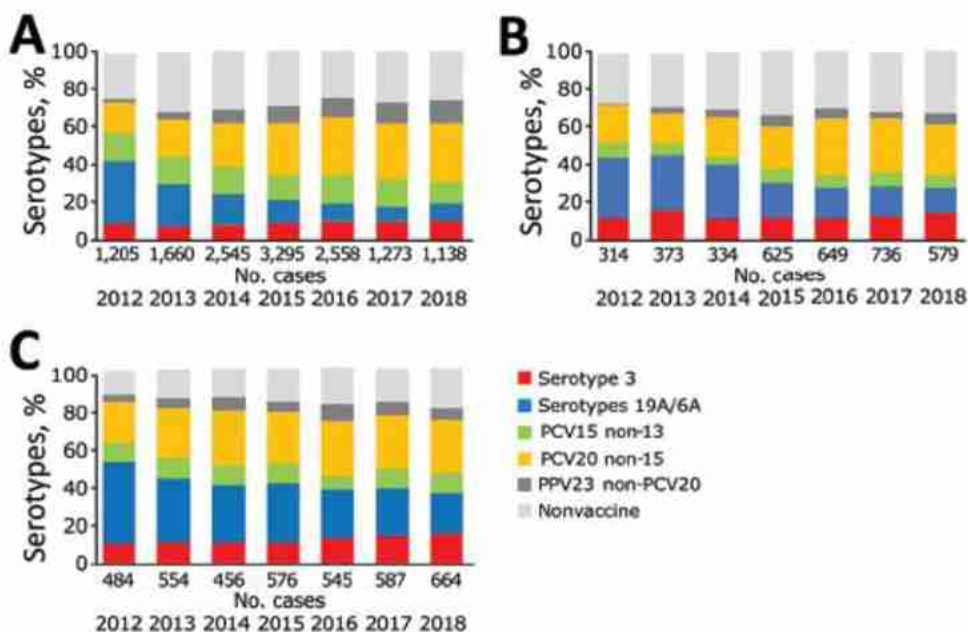 A
Serotypes, %
100
80
60
40
20
0
1,205 1,660 2,545 3,295 2,558 1,273 1,138
No. cases
2012 2013 2014 2015 2016 2017 2018
B
Serotypes, %
100
80
60
40
20
0
314 373 334 625 649 736 579
No. cases
2012 2013 2014 2015 2016 2017 2018
C
Serotypes, %
100
80
60
40
20
0
484 554 456 576 545 587 664
No. cases
2012 2013 2014 2015 2016 2017 2018
Serotype 3
Serotypes 19A/6A
PCV15 non-13
PCV20 non-15
PPV23 non-PCV20
Nonvaccine